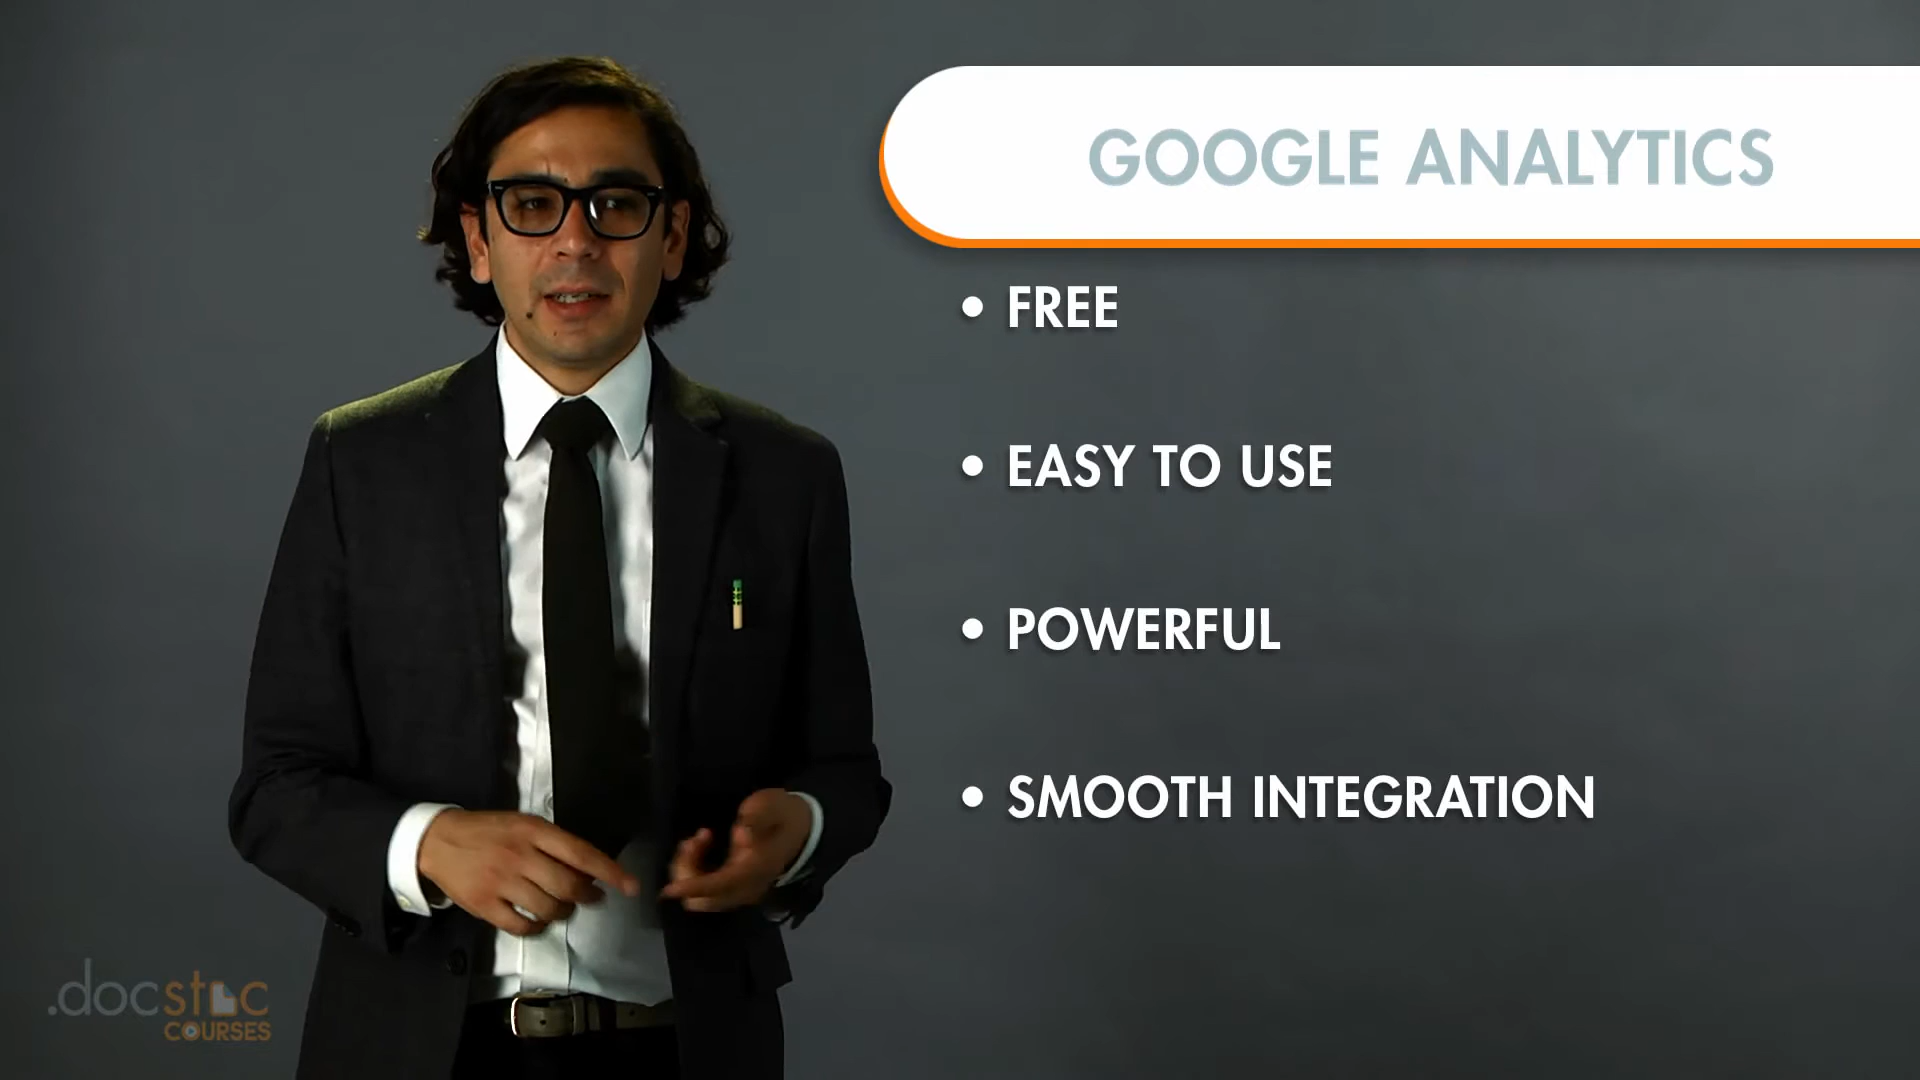 GOOGLE ANALYTICS
• FREE
• EASY TO USE
• POWERFUL
• SMOOTH INTEGRATION
.docstoc
COURSES